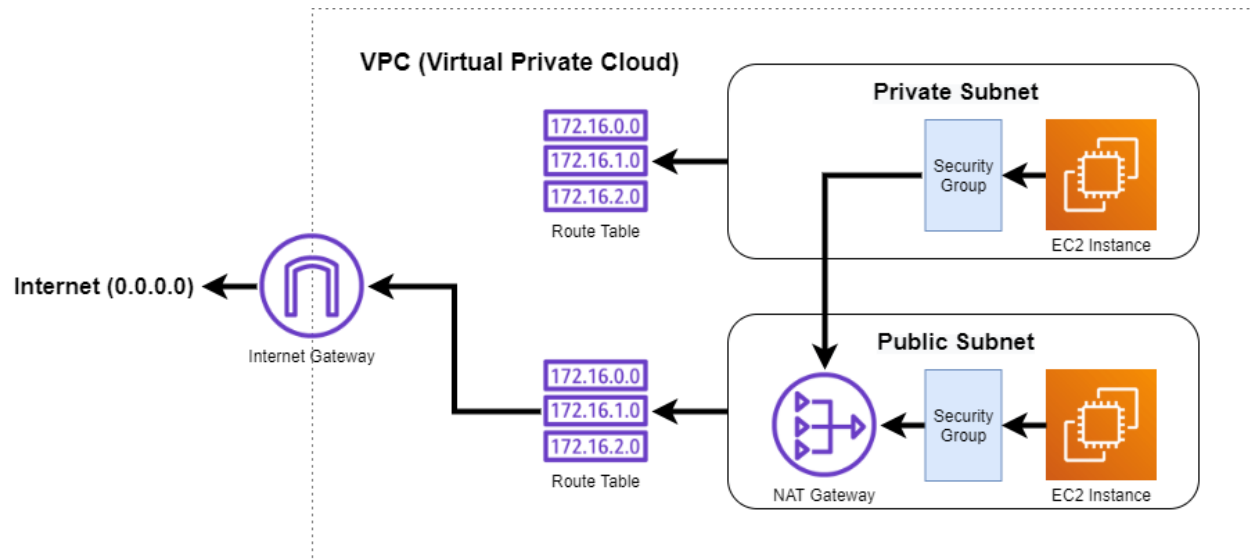 VPC (Virtual Private Cloud)
Private Subnet
172.16.0.0
172.16.1.0
172.16.2.0
Route Table
Security
Group
EC2 Instance
Internet (0.0.0.0)
Internet Gateway
Public Subnet
172.16.0.0
172.16.1.0
172.16.2.0
Route Table
NAT Gateway
Security
Group
EC2 Instance